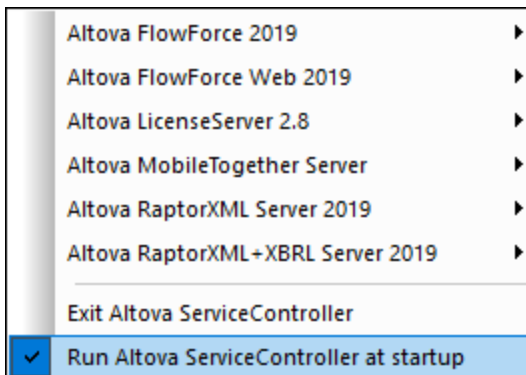 Altova FlowForce 2019
Altova FlowForce Web 2019
Altova LicenseServer 2.8
Altova MobileTogether Server
Altova RaptorXML Server 2019
Altova RaptorXML+XBRL Server 2019
Exit Altova ServiceController
Run Altova ServiceController at startup